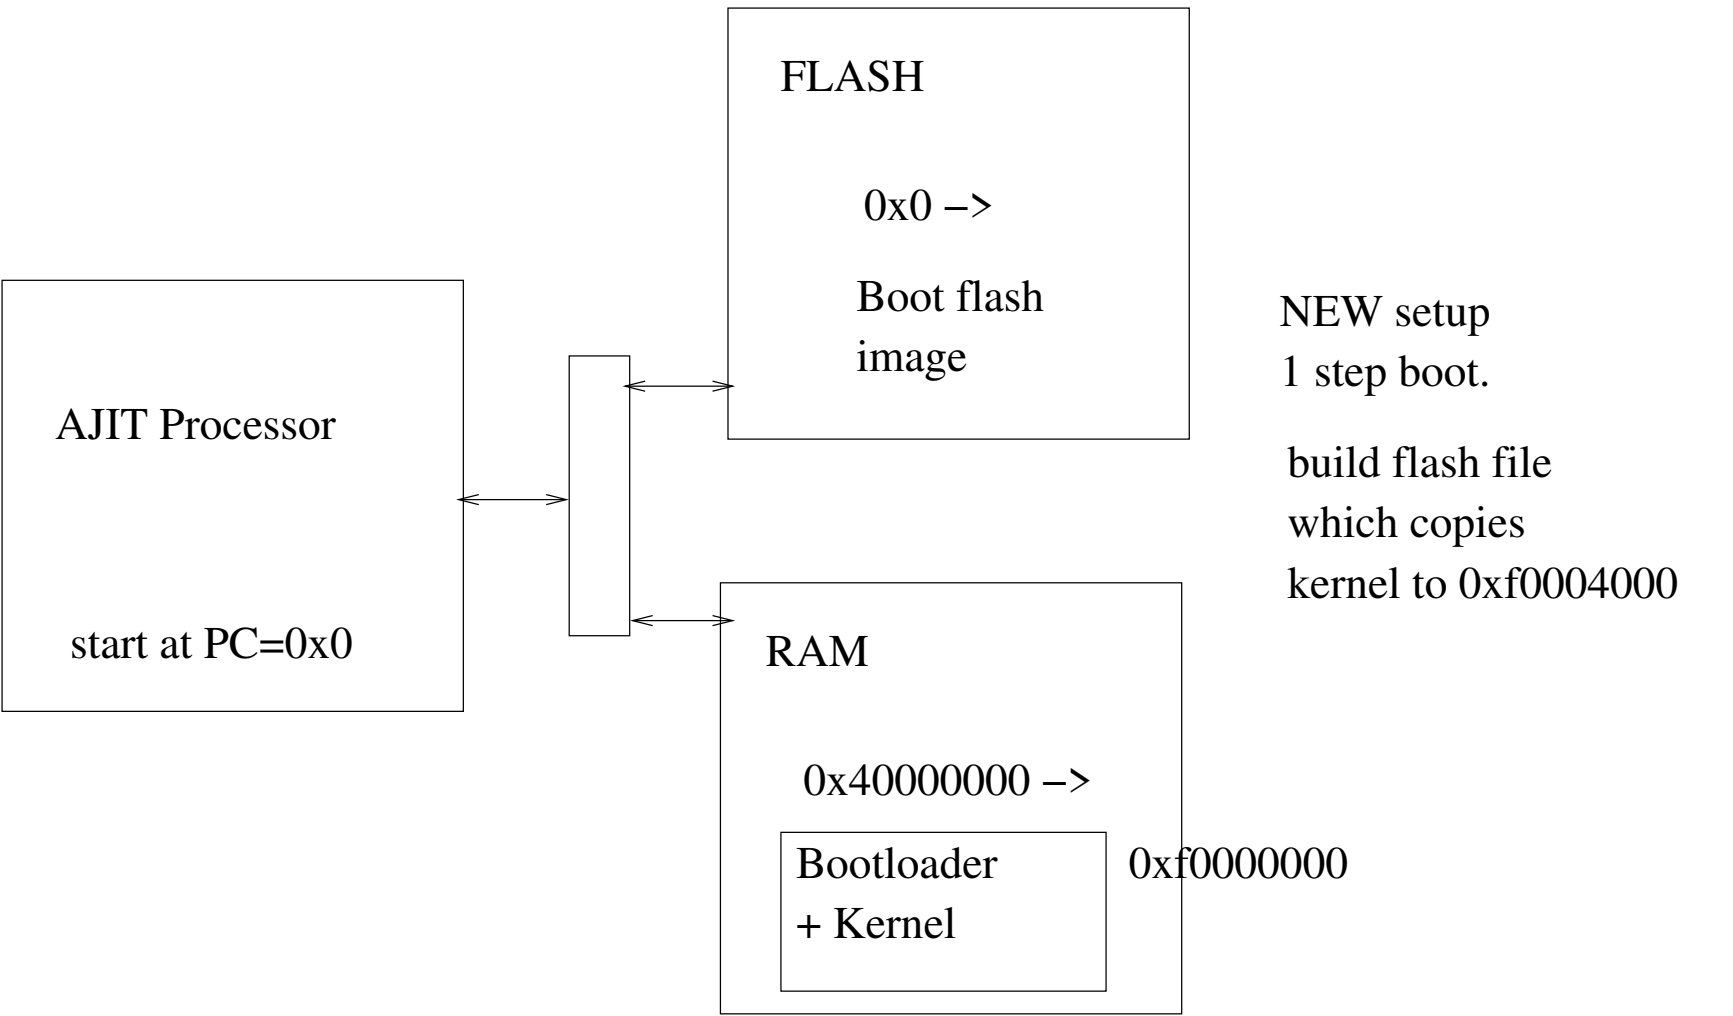 FLASH
0x0 −>
Boot flash
image
AJIT Processor
start at PC=0x0
NEW setup
1 step boot.
build flash file
which copies
kernel to 0xf0004000
RAM
0x40000000 −>
Bootloader
+ Kernel
0xf0000000